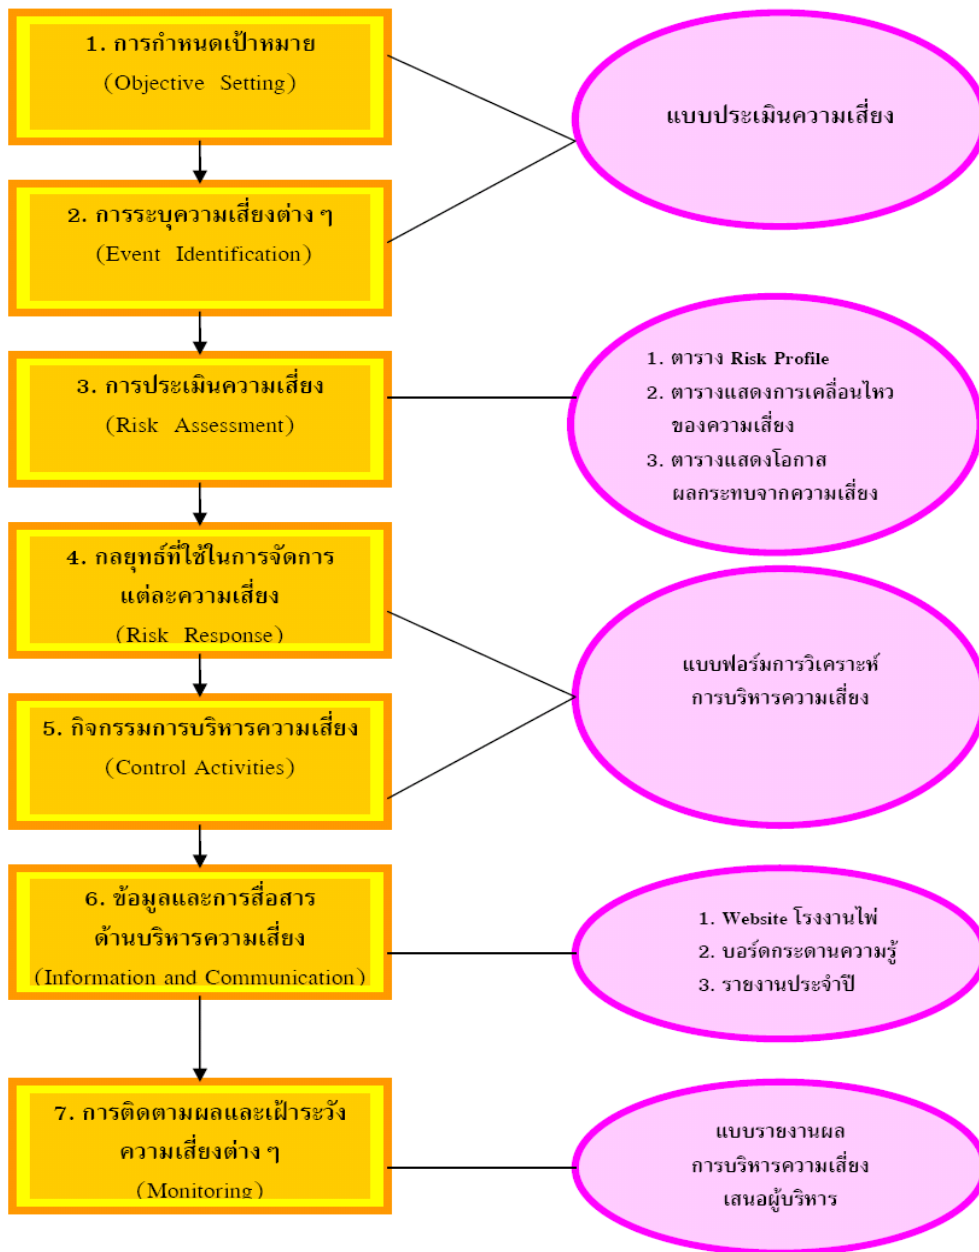 1. การกำหนดเป้าหมาย
(Objective Setting)
แบบประเมินความเสี่ยง
2. การระบุความเสี่ยงต่าง ๆ
(Event Identification)
3. การประเมินความเสี่ยง
(Risk Assessment)
1. ตาราง Risk Profile
2. ตารางแสดงการเคลื่อนไหว
ของความเสี่ยง
3. ตารางแสดงโอกาส
ผลกระทบจากความเสี่ยง
4. กลยุทธ์ที่ใช้ในการจัดการ
แต่ละความเสี่ยง
(Risk Response)
แบบฟอร์มการวิเคราะห์
การบริหารความเสี่ยง
5. กิจกรรมการบริหารความเสี่ยง
(Control Activities)
6. ข้อมูลและการสื่อสาร
ด้านบริหารความเสี่ยง
(Information and Communication)
1. Website โรงงานไพ่
2. บอร์ดกระดานความรู้
3. รายงานประจำปี
7. การติดตามผลและเฝ้าระวัง
ความเสี่ยงต่าง ๆ
(Monitoring)
แบบรายงานผล
การบริหารความเสี่ยง
เสนอผู้บริหาร